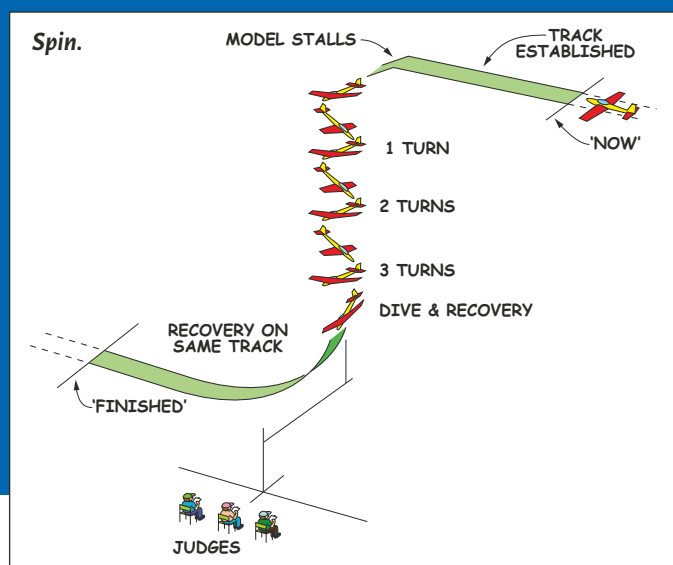 Spin.
MODEL STALLS
TRACK
ESTABLISHED
'NOW'
1 TURN
2 TURNS
3 TURNS
DIVE & RECOVERY
RECOVERY ON
SAME TRACK
'FINISHED'
JUDGES